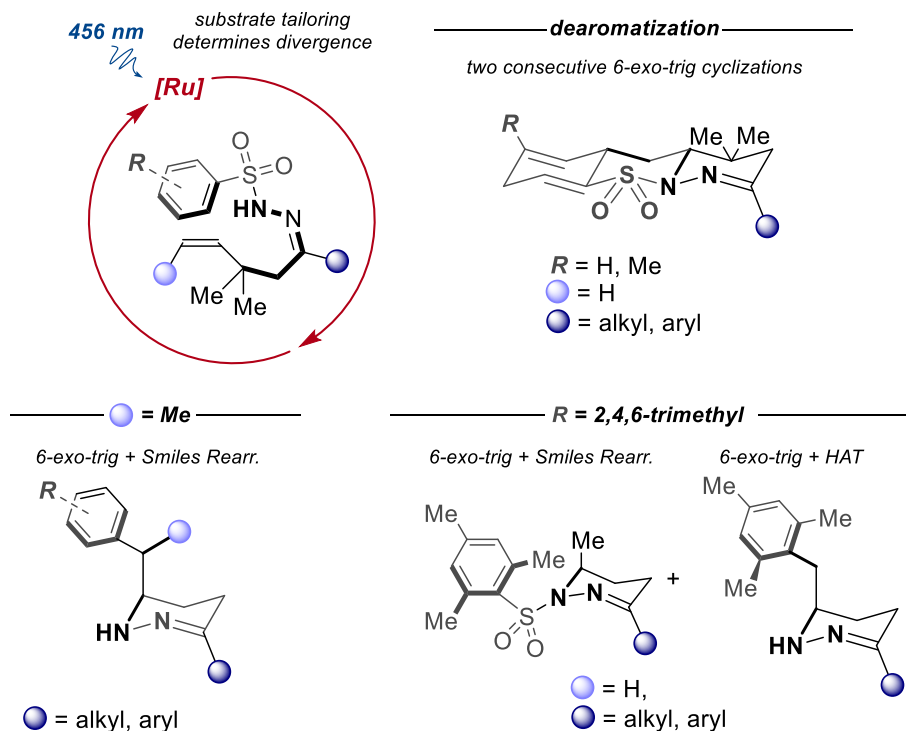 456 nm
substrate tailoring
determines divergence
[Ru]
R
O
S
O
HN
N
Me
Me
dearomatization
two consecutive 6-exo-trig cyclizations
R
Me Me
S N N
O O
R = H, Me
= H
= alkyl, aryl
= Me
6-exo-trig + Smiles Rearr.
R
HN N
= alkyl, aryl
R = 2,4,6-trimethyl
6-exo-trig + Smiles Rearr.
6-exo-trig + HAT
Me
Me
Me
Me
N N
S
O O
+
Me
Me
Me
HN N
= H,
= alkyl, aryl